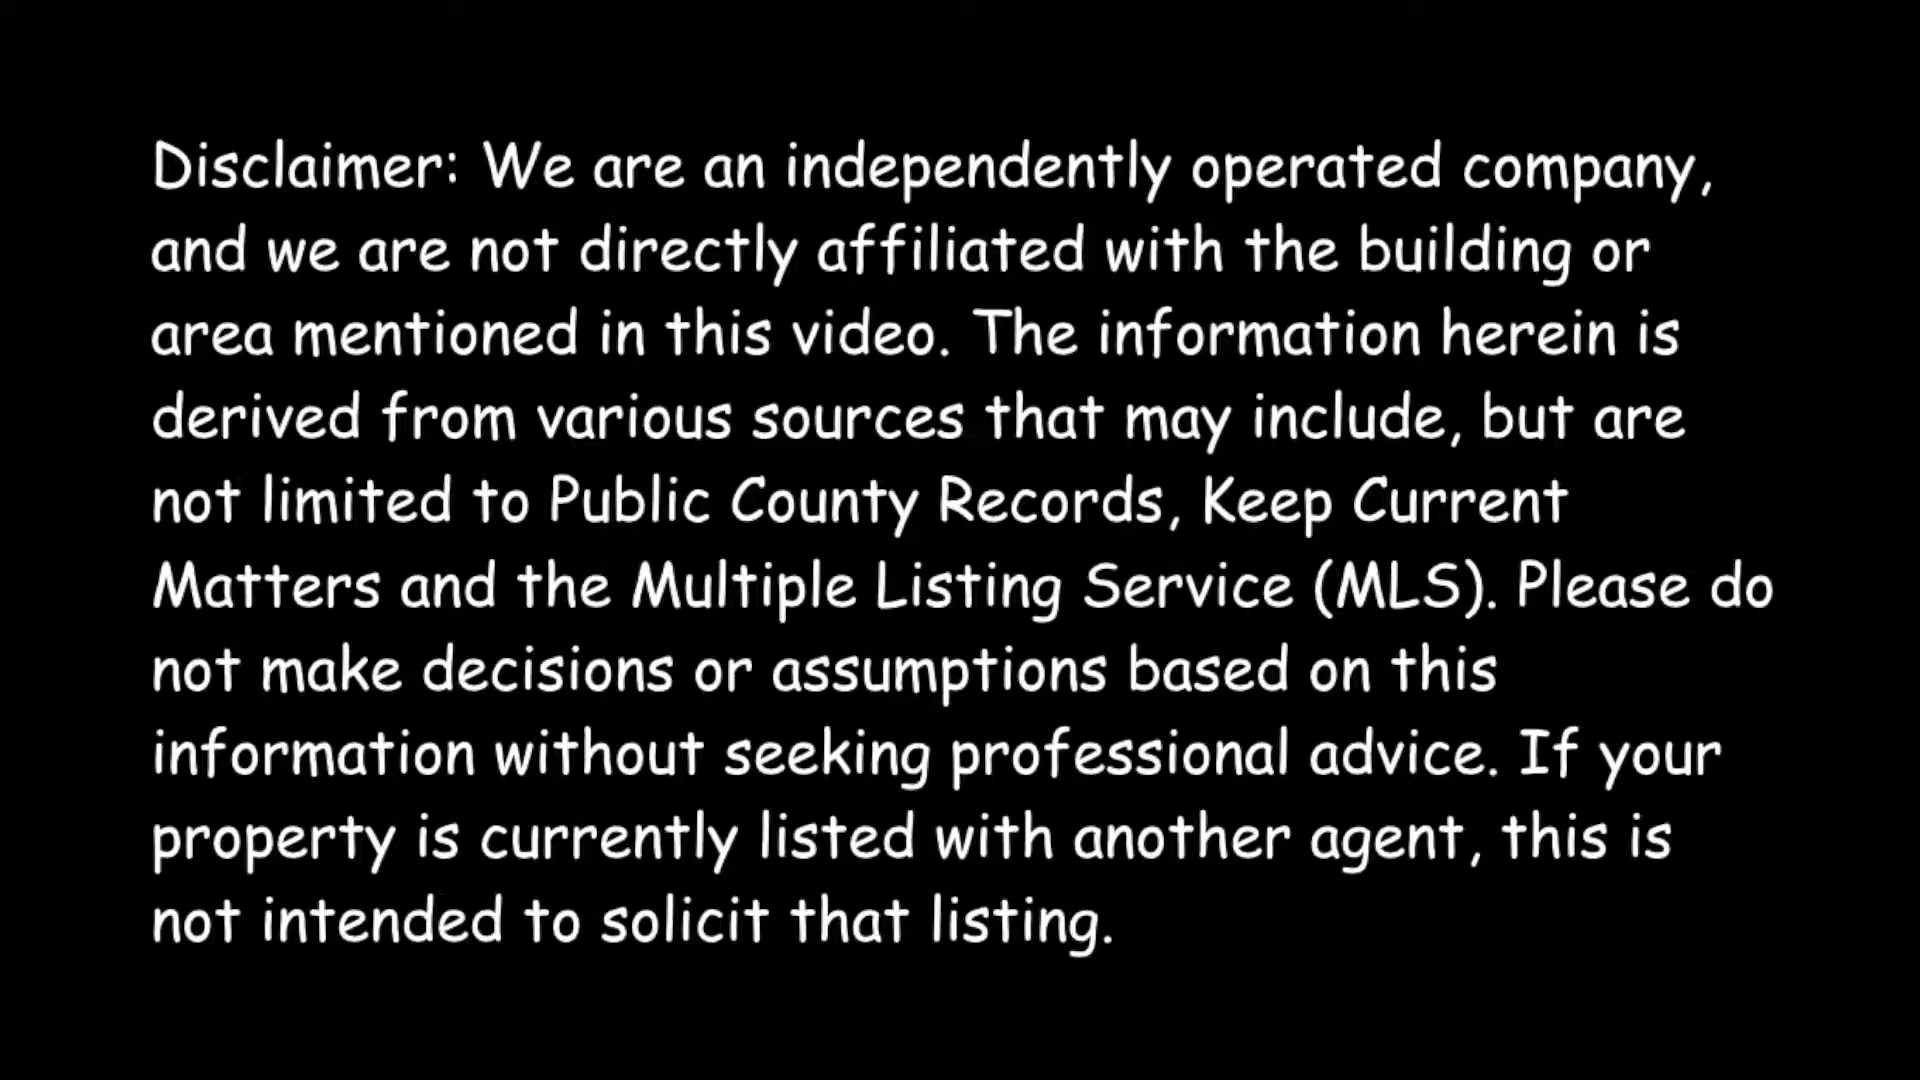 Disclaimer: We are an independently operated company,
and we are not directly affiliated with the building or
area mentioned in this video. The information herein is
derived from various sources that may include, but are
not limited to Public County Records, Keep Current
Matters and the Multiple Listing Service (MLS). Please do
not make decisions or assumptions based on this
information without seeking professional advice. If your
property is currently listed with another agent, this is
not intended to solicit that listing.